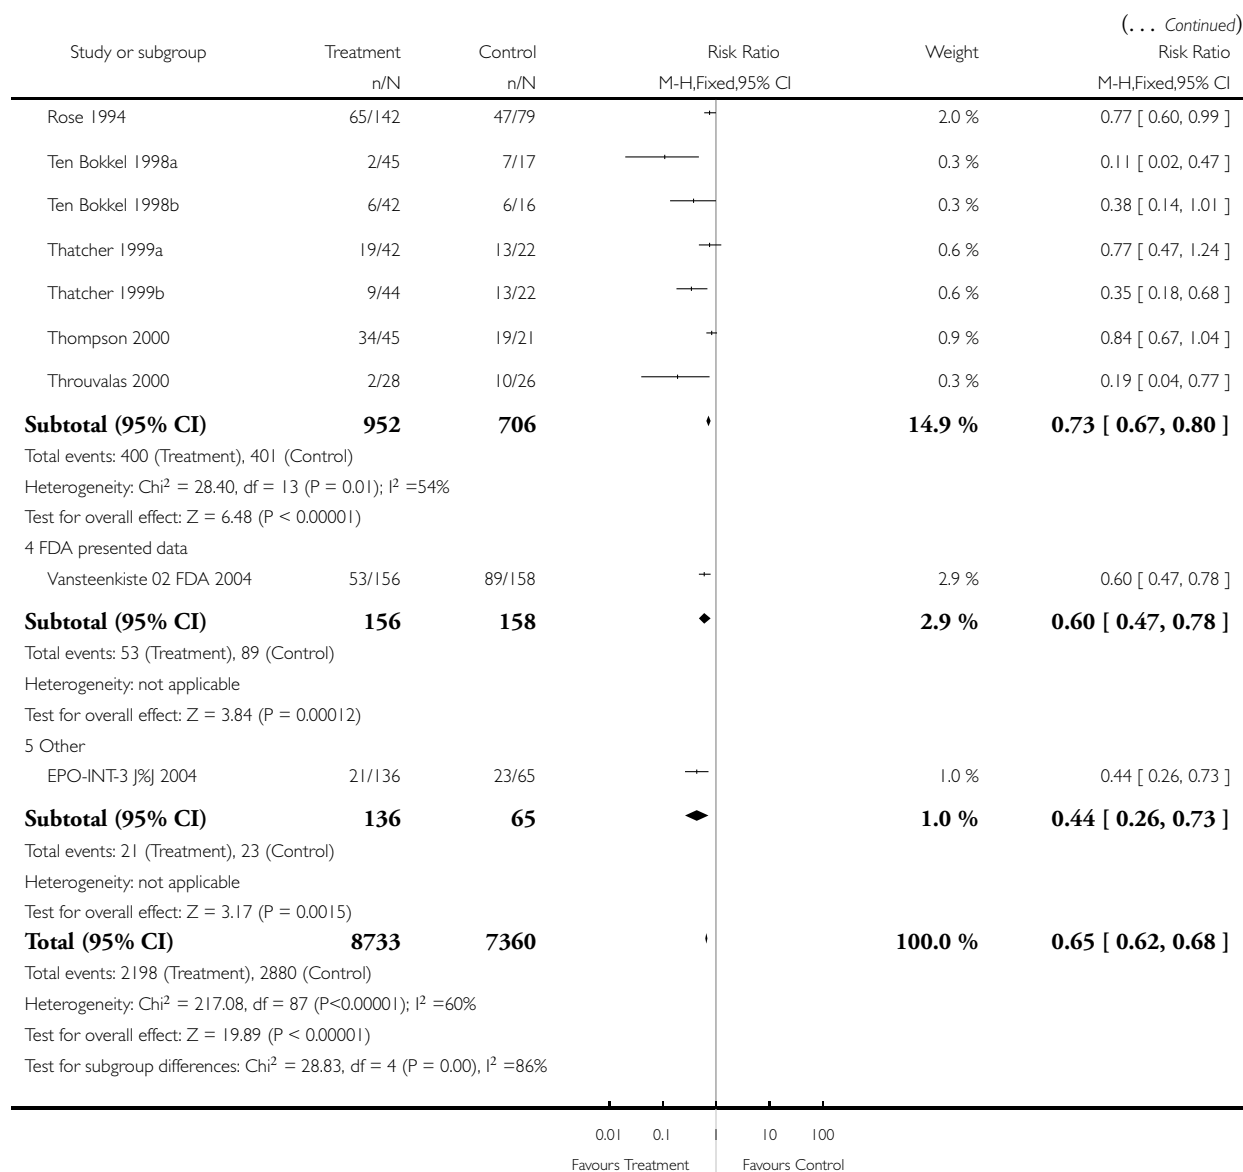 (. . . Continued)
Study or subgroup Treatment Control Risk Ratio Weight Risk Ratio
n/N n/N M-H,Fixed,95% CI M-H,Fixed,95% CI
Rose 1994 65/142 47/79 2.0 % 0.77 [ 0.60, 0.99 ]
Ten Bokkel 1998a 2/45 7/17 0.3 % 0.11 [ 0.02, 0.47 ]
Ten Bokkel 1998b 6/42 6/16 0.3 % 0.38 [ 0.14, 1.01 ]
Thatcher 1999a 19/42 13/22 0.6 % 0.77 [ 0.47, 1.24 ]
Thatcher 1999b 9/44 13/22 0.6 % 0.35 [ 0.18, 0.68 ]
Thompson 2000 34/45 19/21 0.9 % 0.84 [ 0.67, 1.04 ]
Throuvalas 2000 2/28 10/26 0.3 % 0.19 [ 0.04, 0.77 ]
Subtotal (95% CI) 952 706 14.9 % 0.73 [ 0.67, 0.80 ]
Total events: 400 (Treatment), 401 (Control)
Heterogeneity: Chi² = 28.40, df = 13 (P = 0.01); I² =54%
Test for overall effect: Z = 6.48 (P < 0.00001)
4 FDA presented data
Vansteenkiste 02 FDA 2004 53/156 89/158 2.9 % 0.60 [ 0.47, 0.78 ]
Subtotal (95% CI) 156 158 2.9 % 0.60 [ 0.47, 0.78 ]
Total events: 53 (Treatment), 89 (Control)
Heterogeneity: not applicable
Test for overall effect: Z = 3.84 (P = 0.00012)
5 Other
EPO-INT-3 J%J 2004 21/136 23/65 1.0 % 0.44 [ 0.26, 0.73 ]
Subtotal (95% CI) 136 65 1.0 % 0.44 [ 0.26, 0.73 ]
Total events: 21 (Treatment), 23 (Control)
Heterogeneity: not applicable
Test for overall effect: Z = 3.17 (P = 0.0015)
Total (95% CI) 8733 7360 100.0 % 0.65 [ 0.62, 0.68 ]
Total events: 2198 (Treatment), 2880 (Control)
Heterogeneity: Chi² = 217.08, df = 87 (P<0.00001); I² =60%
Test for overall effect: Z = 19.89 (P < 0.00001)
Test for subgroup differences: Chi² = 28.83, df = 4 (P = 0.00), I² =86%
0.01 0.1 1 10 100
Favours Treatment Favours Control